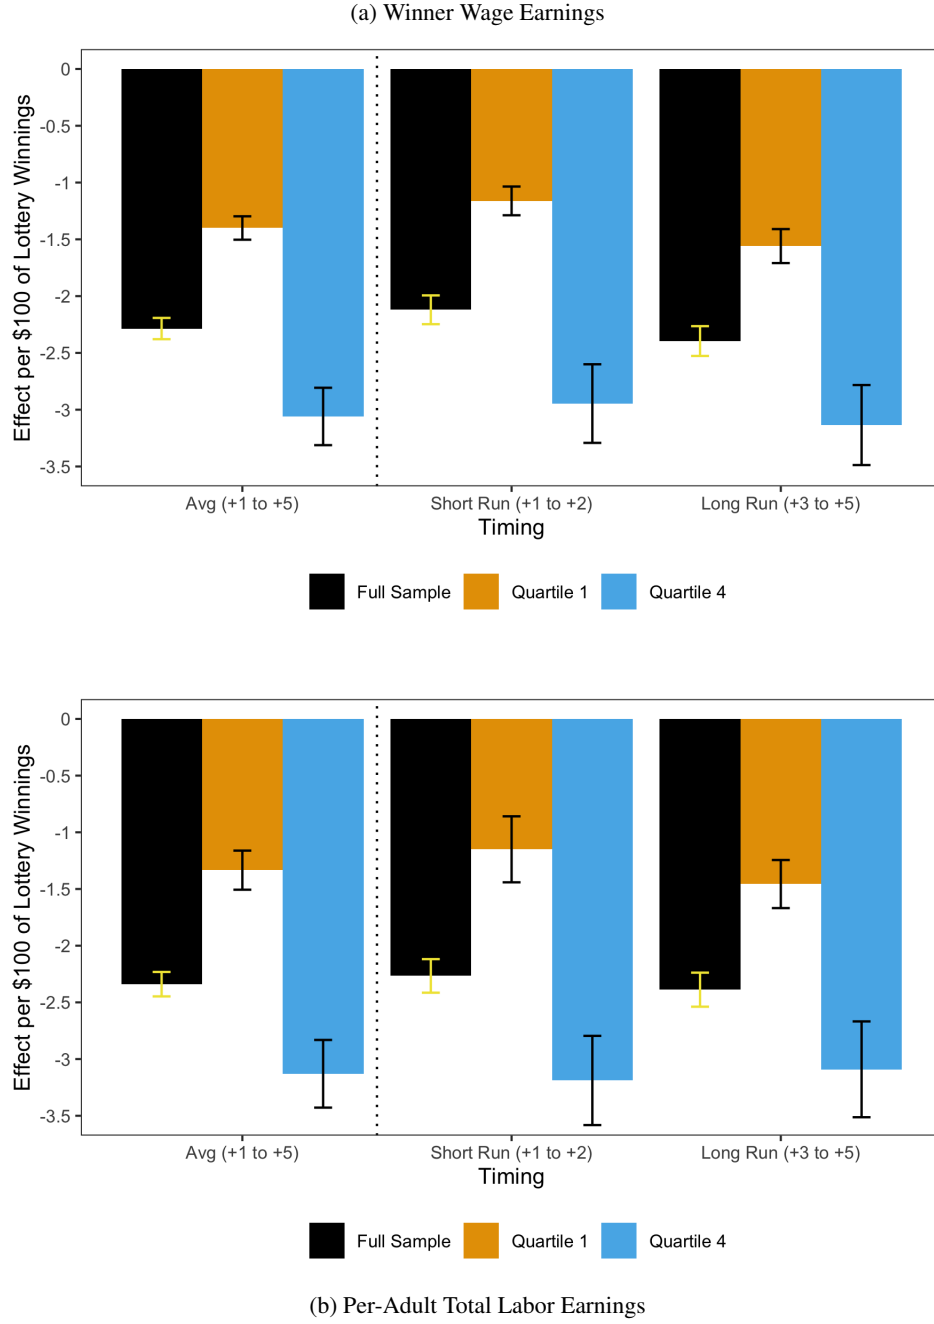 (a) Winner Wage Earnings
Effect per $100 of Lottery Winnings
0
-0.5
-1
-1.5
-2
-2.5
-3
-3.5
Avg (+1 to +5) Short Run (+1 to +2) Long Run (+3 to +5)
Timing
Full Sample Quartile 1 Quartile 4
Effect per $100 of Lottery Winnings
0
-0.5
-1
-1.5
-2
-2.5
-3
-3.5
Avg (+1 to +5) Short Run (+1 to +2) Long Run (+3 to +5)
Timing
Full Sample Quartile 1 Quartile 4
(b) Per-Adult Total Labor Earnings